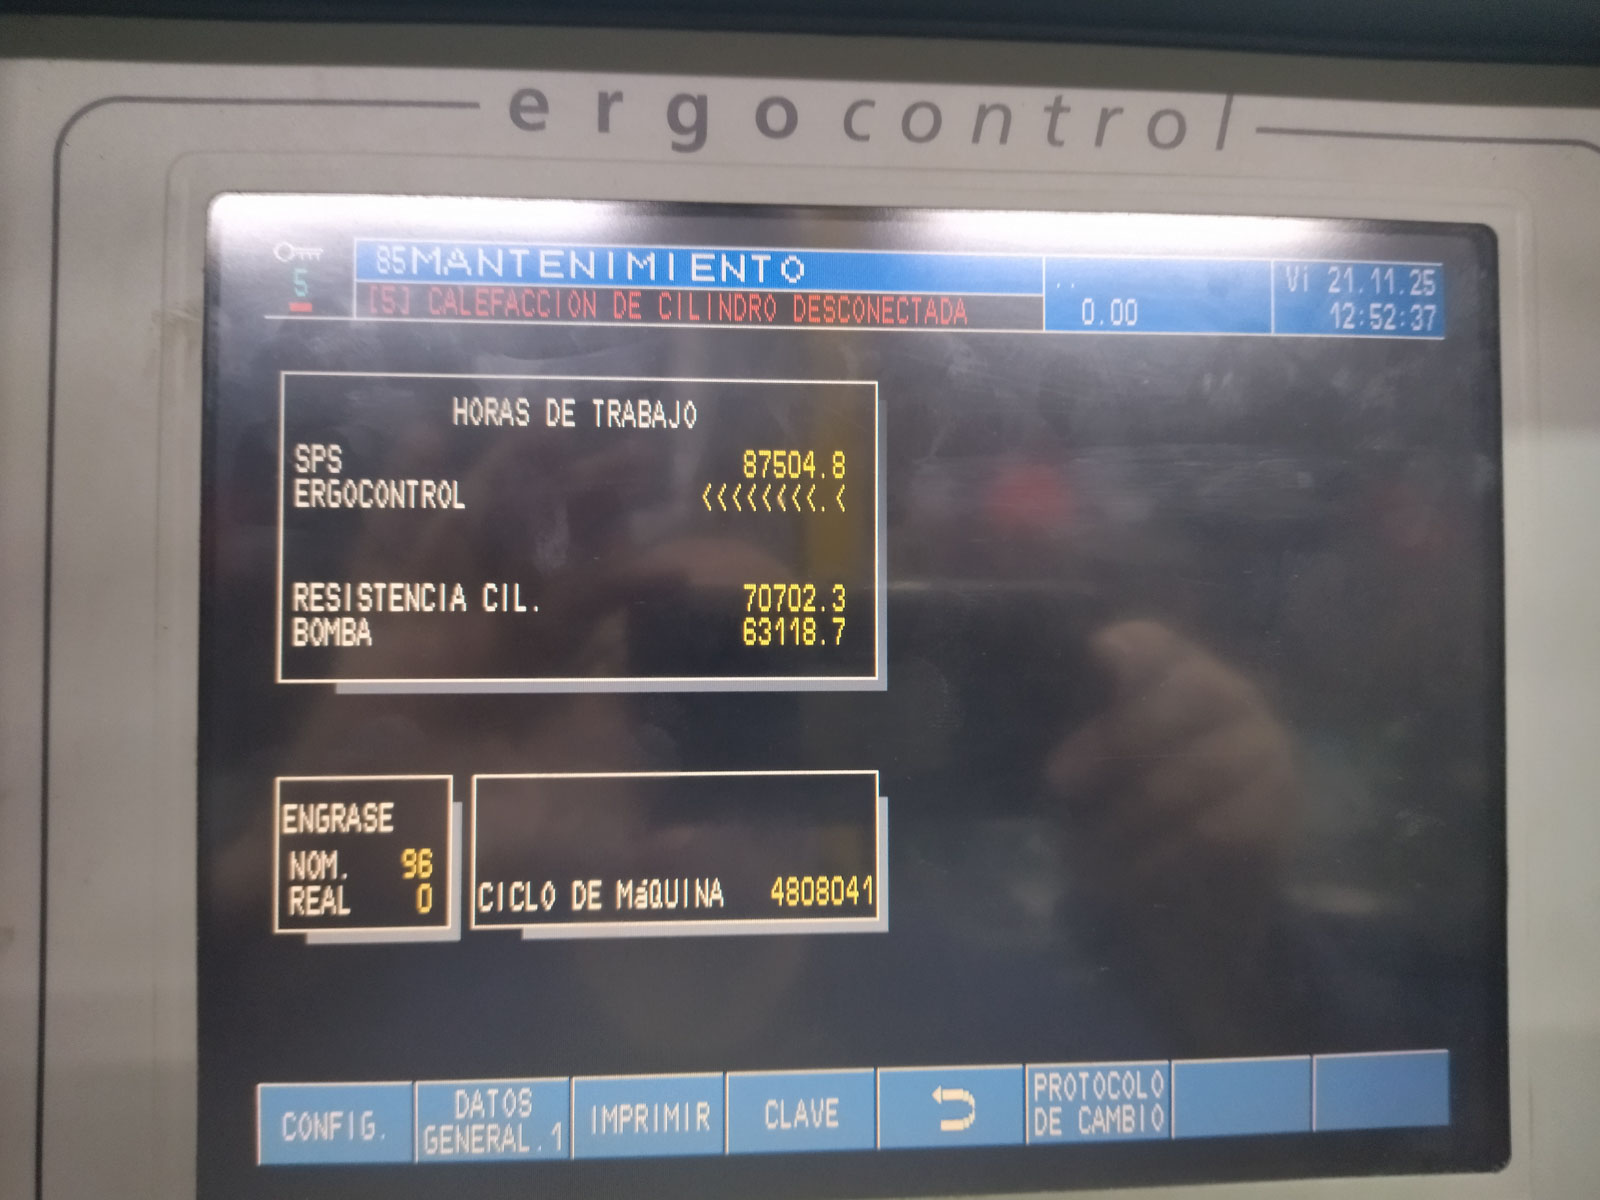 ergocontrol
5
85MANTENIMIENTO
[5] CALEFACCION DE CILINDRO DESCONECTADA
..
0.00
Vi 21.11.25
12:52:37
HORAS DE TRABAJO
SPS 87504.8
ERGOCONTROL <<<<<<<<.<
RESISTENCIA CIL. 70702.3
BOMBA 63118.7
ENGRASE
NOM. 96
REAL 0
CICLO DE MáQUINA 4808041
CONFIG.
DATOS
GENERAL.1
IMPRIMIR
CLAVE
PROTOCOLO
DE CAMBIO